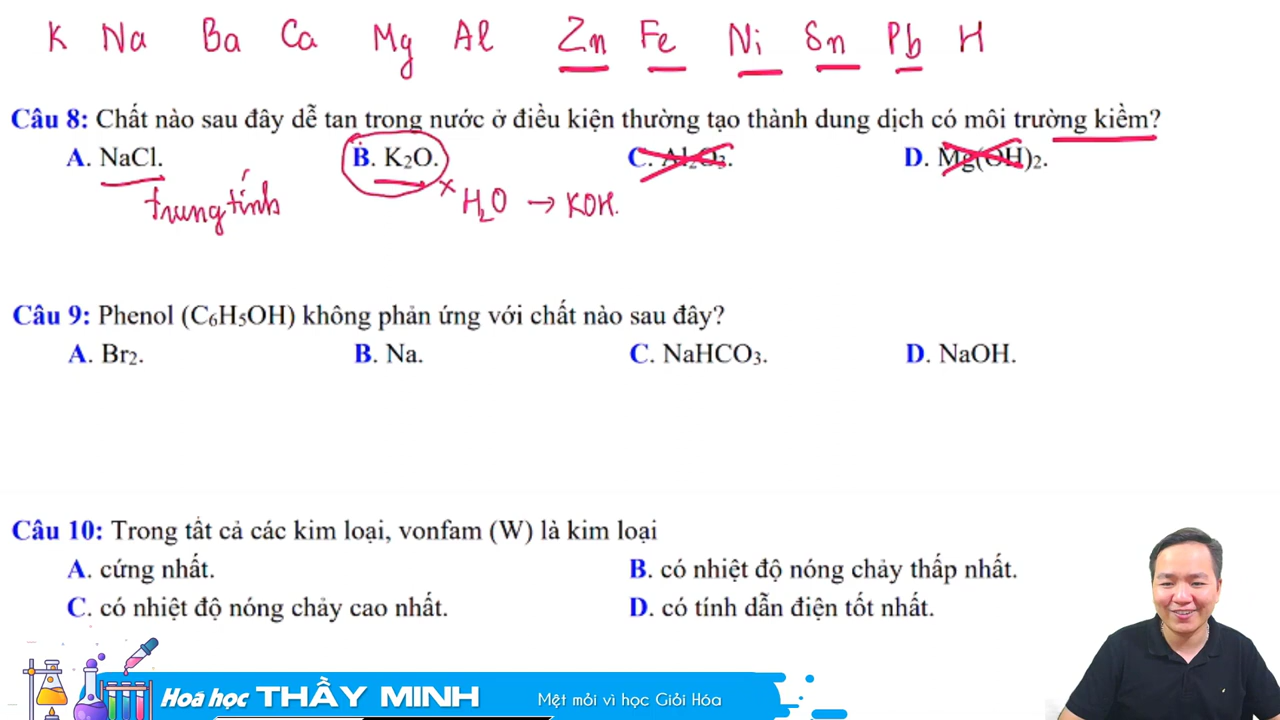 K Na Ba Ca Mg Al Zn Fe Ni Sn Pb H
Câu 8: Chất nào sau đây dễ tan trong nước ở điều kiện thường tạo thành dung dịch có môi trường kiềm?
A. NaCl. B. K₂O. C. Al₂O₃. D. Mg(OH)₂.
trung tính + H₂O → KOH.
Câu 9: Phenol (C₆H₅OH) không phản ứng với chất nào sau đây?
A. Br₂. B. Na. C. NaHCO₃. D. NaOH.
Câu 10: Trong tất cả các kim loại, vonfam (W) là kim loại
A. cứng nhất. B. có nhiệt độ nóng chảy thấp nhất.
C. có nhiệt độ nóng chảy cao nhất. D. có tính dẫn điện tốt nhất.
Hoá học THẦY MINH Mệt mỏi vì học Giỏi Hóa